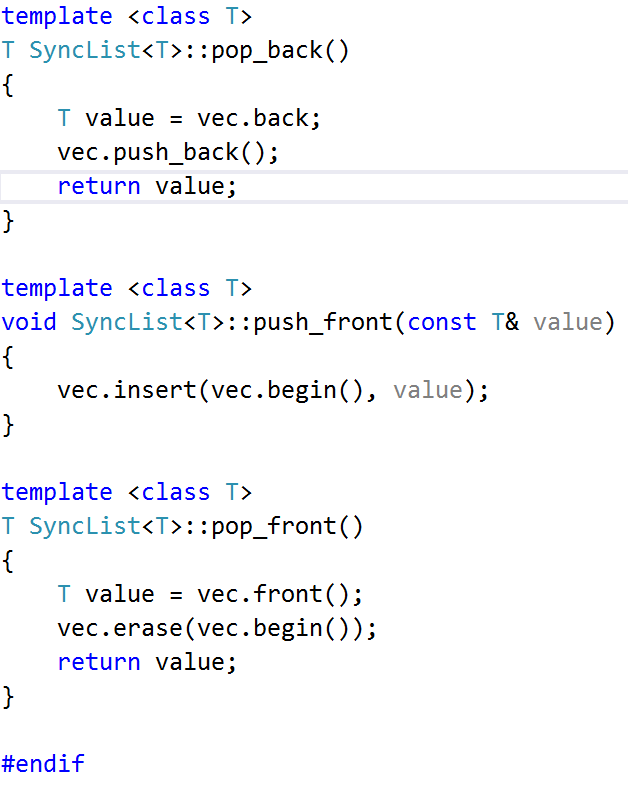 template <class T>
T SyncList<T>::pop_back()
{
    T value = vec.back;
    vec.push_back();
    return value;
}

template <class T>
void SyncList<T>::push_front(const T& value)
{
    vec.insert(vec.begin(), value);
}

template <class T>
T SyncList<T>::pop_front()
{
    T value = vec.front();
    vec.erase(vec.begin());
    return value;
}

#endif